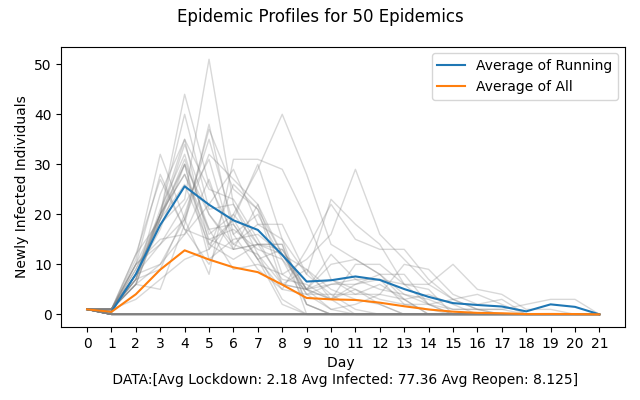 Epidemic Profiles for 50 Epidemics
Average of Running
Average of All
Newly Infected Individuals
50
40
30
20
10
0
0 1 2 3 4 5 6 7 8 9 10 11 12 13 14 15 16 17 18 19 20 21
Day
DATA:[Avg Lockdown: 2.18 Avg Infected: 77.36 Avg Reopen: 8.125]